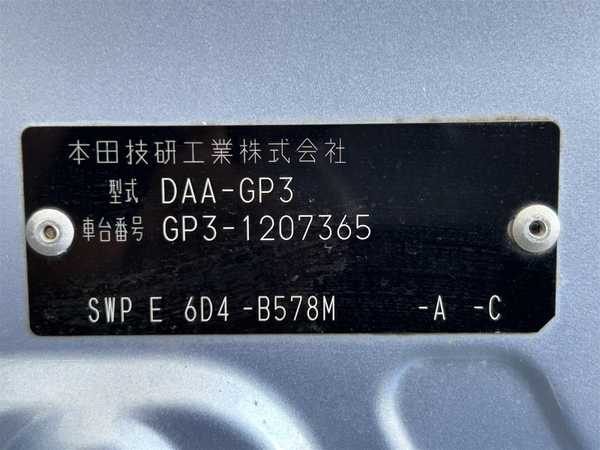 本田技研工業株式会社
型式 DAA-GP3
車台番号 GP3-1207365
SWP E 6D4 -B578M -A -C